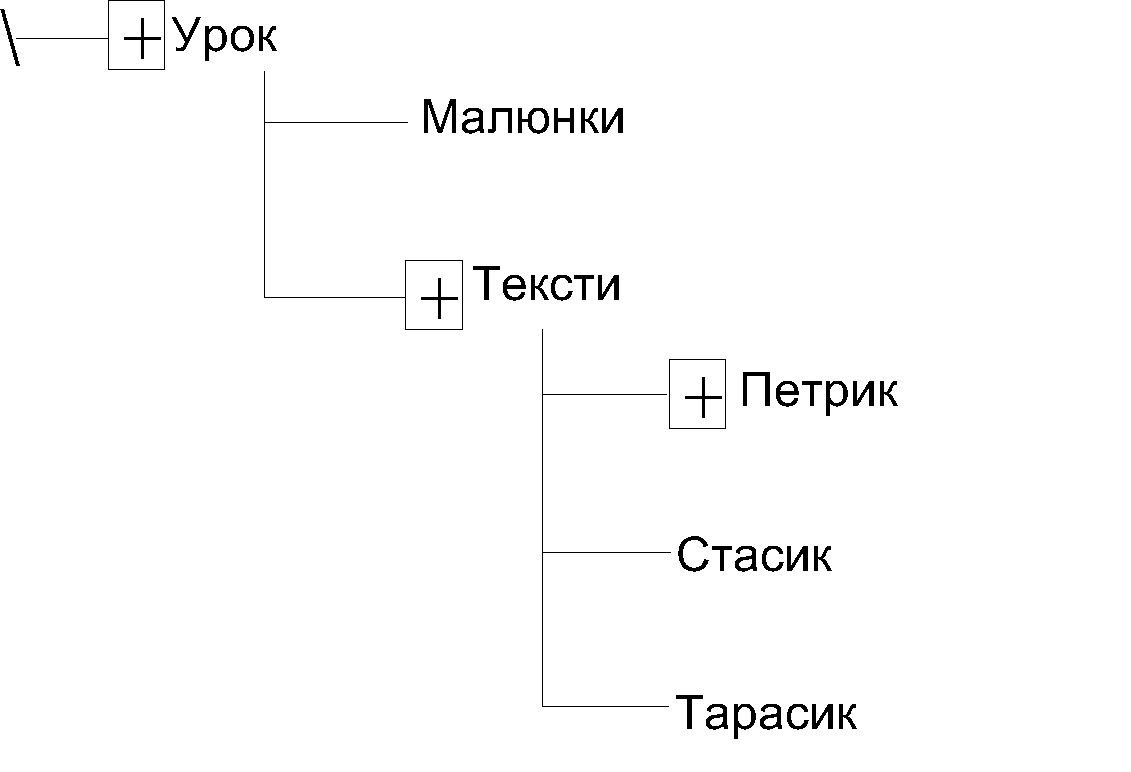 \ + Урок
Малюнки
+ Тексти
+ Петрик
Стасик
Тарасик